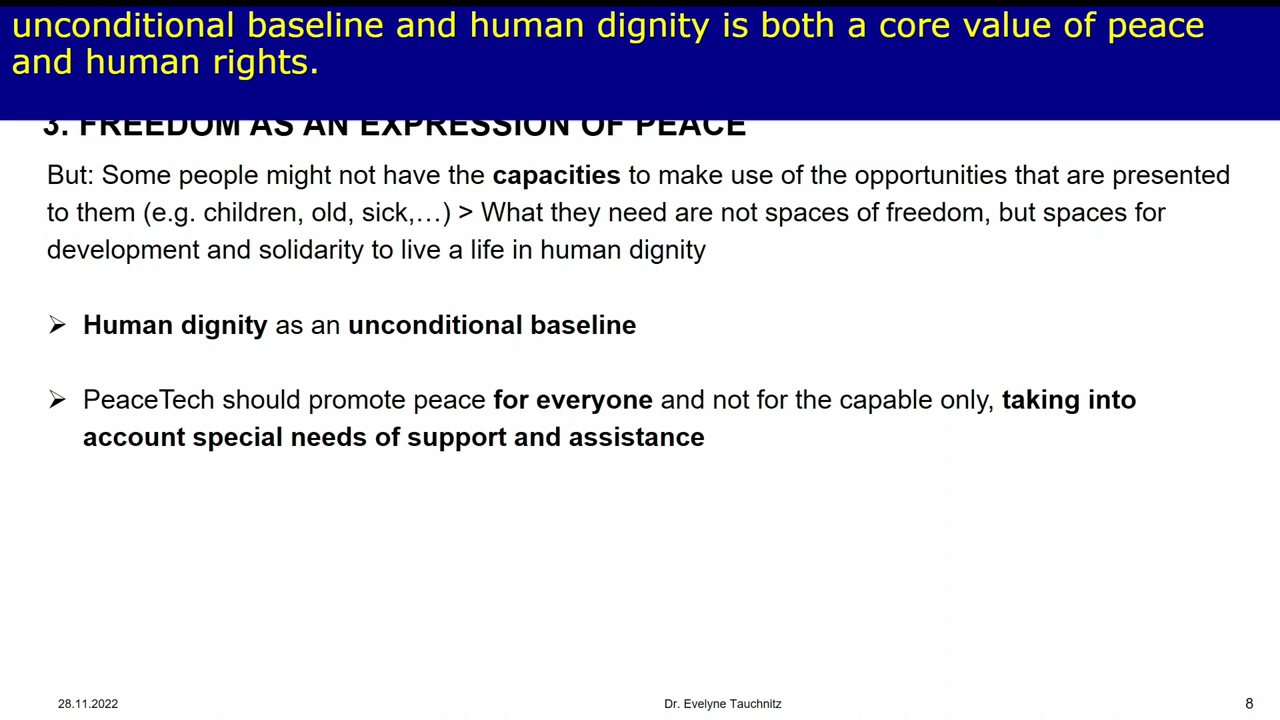 unconditional baseline and human dignity is both a core value of peace
and human rights.
3. FREEDOM AS AN EXPRESSION OF PEACE
But: Some people might not have the capacities to make use of the opportunities that are presented
to them (e.g. children, old, sick,…) > What they need are not spaces of freedom, but spaces for
development and solidarity to live a life in human dignity
➢ Human dignity as an unconditional baseline
➢ PeaceTech should promote peace for everyone and not for the capable only, taking into
account special needs of support and assistance
28.11.2022
Dr. Evelyne Tauchnitz
8